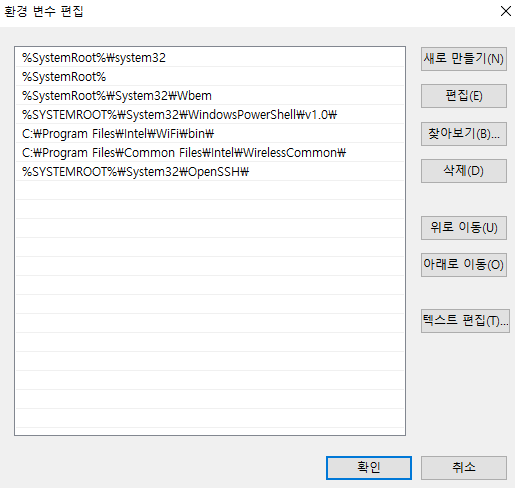 환경 변수 편집
%SystemRoot%₩system32
%SystemRoot%
%SystemRoot%₩System32₩Wbem
%SYSTEMROOT%₩System32₩WindowsPowerShell₩v1.0₩
C:₩Program Files₩Intel₩WiFi₩bin₩
C:₩Program Files₩Common Files₩Intel₩WirelessCommon₩
%SYSTEMROOT%₩System32₩OpenSSH₩
새로 만들기(N)
편집(E)
찾아보기(B)...
삭제(D)
위로 이동(U)
아래로 이동(O)
텍스트 편집(T)...
확인
취소